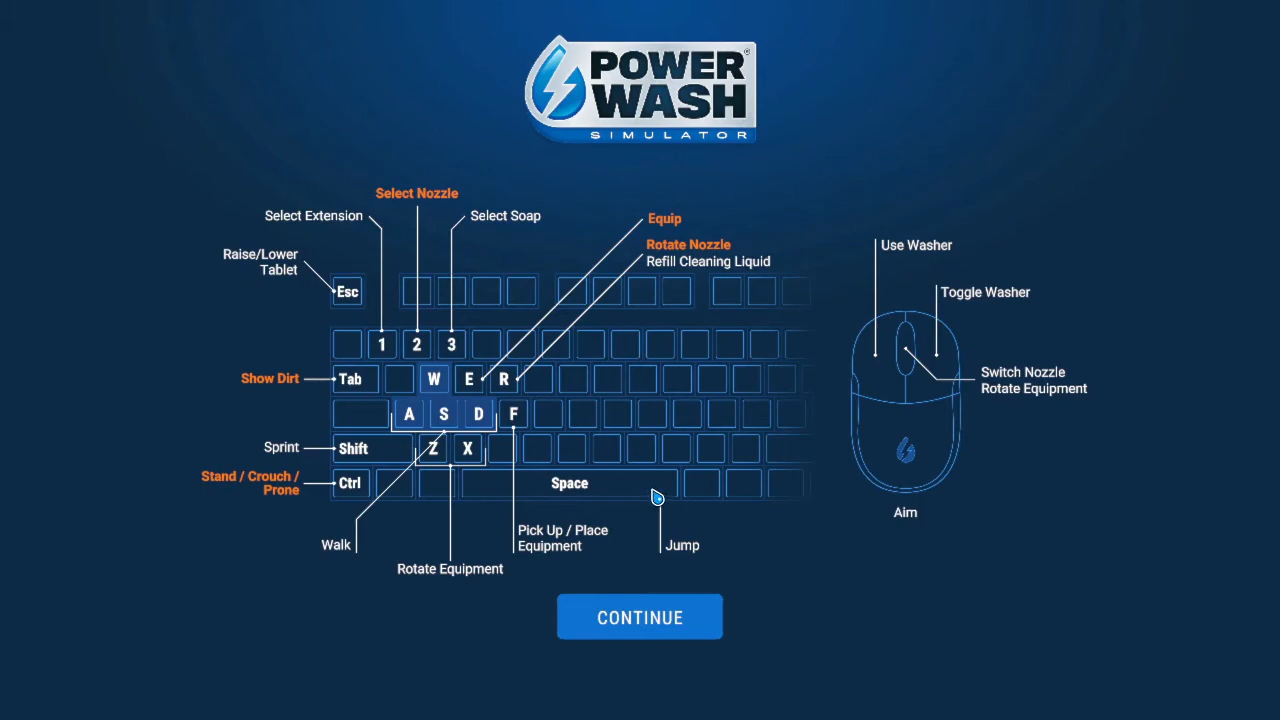 POWER
WASH
SIMULATOR
Select Nozzle
Select Extension
Select Soap
Equip
Rotate Nozzle
Refill Cleaning Liquid
Raise/Lower
Tablet
Use Washer
Toggle Washer
Esc
1 2 3
Show Dirt
Tab W E R
Switch Nozzle
Rotate Equipment
A S D F
Sprint
Shift Z X
Stand / Crouch /
Prone
Ctrl Space
Aim
Walk
Pick Up / Place
Equipment
Jump
Rotate Equipment
CONTINUE